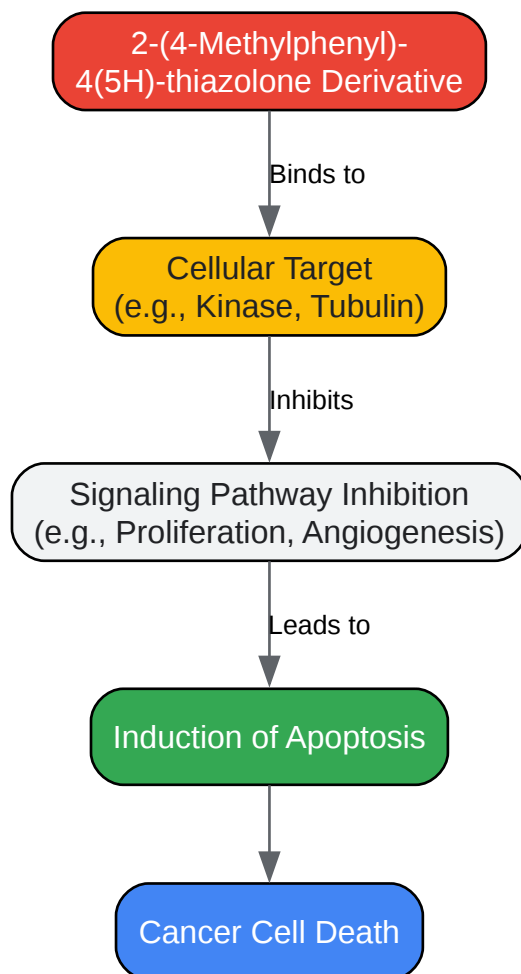 2-(4-Methylphenyl)-
4(5H)-thiazolone Derivative
Binds to
Cellular Target
(e.g., Kinase, Tubulin)
Inhibits
Signaling Pathway Inhibition
(e.g., Proliferation, Angiogenesis)
Leads to
Induction of Apoptosis
Cancer Cell Death